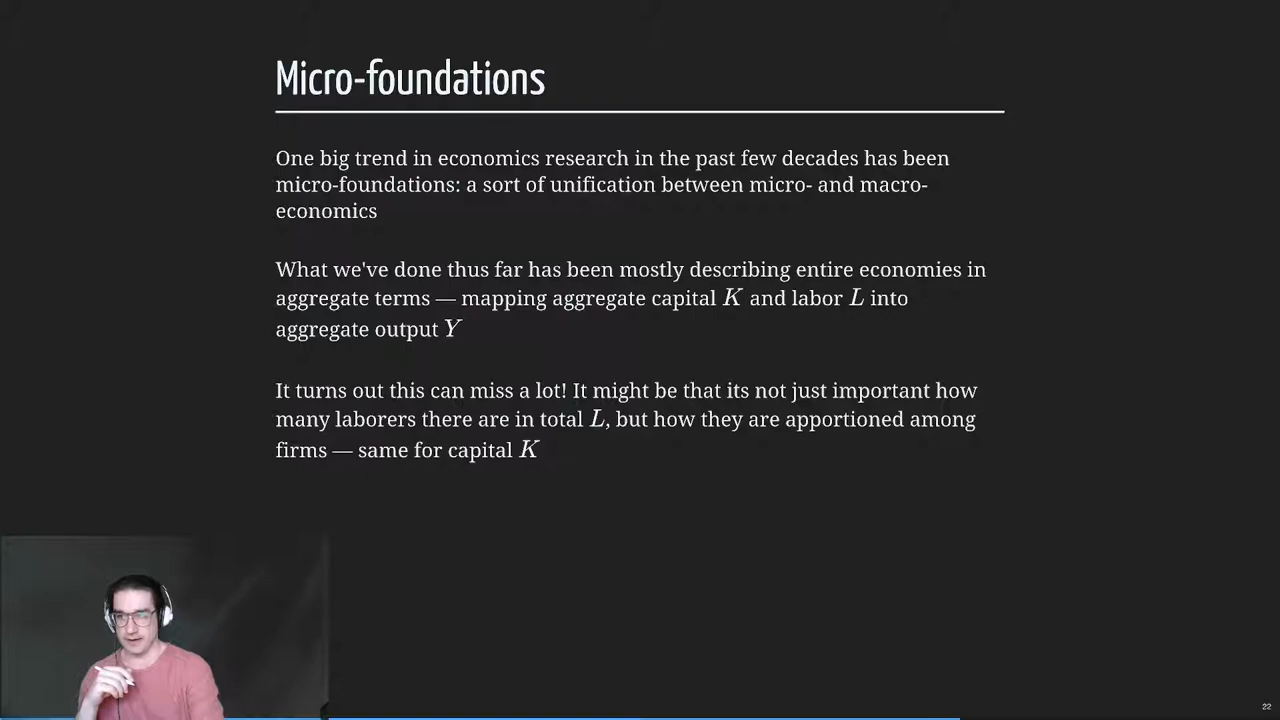 Micro-foundations
One big trend in economics research in the past few decades has been
micro-foundations: a sort of unification between micro- and macro-
economics
What we've done thus far has been mostly describing entire economies in
aggregate terms — mapping aggregate capital K and labor L into
aggregate output Y
It turns out this can miss a lot! It might be that its not just important how
many laborers there are in total L, but how they are apportioned among
firms — same for capital K
22